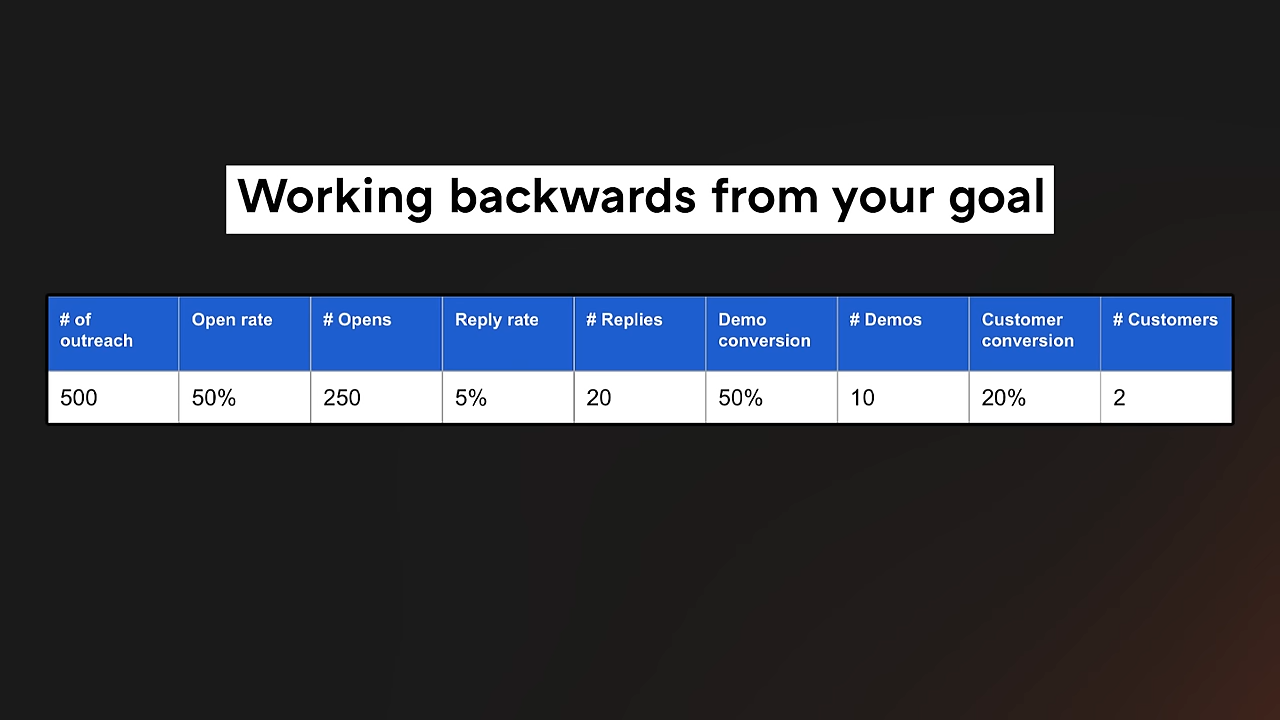 Working backwards from your goal
# of outreach Open rate # Opens Reply rate # Replies Demo conversion # Demos Customer conversion # Customers
500 50% 250 5% 20 50% 10 20% 2